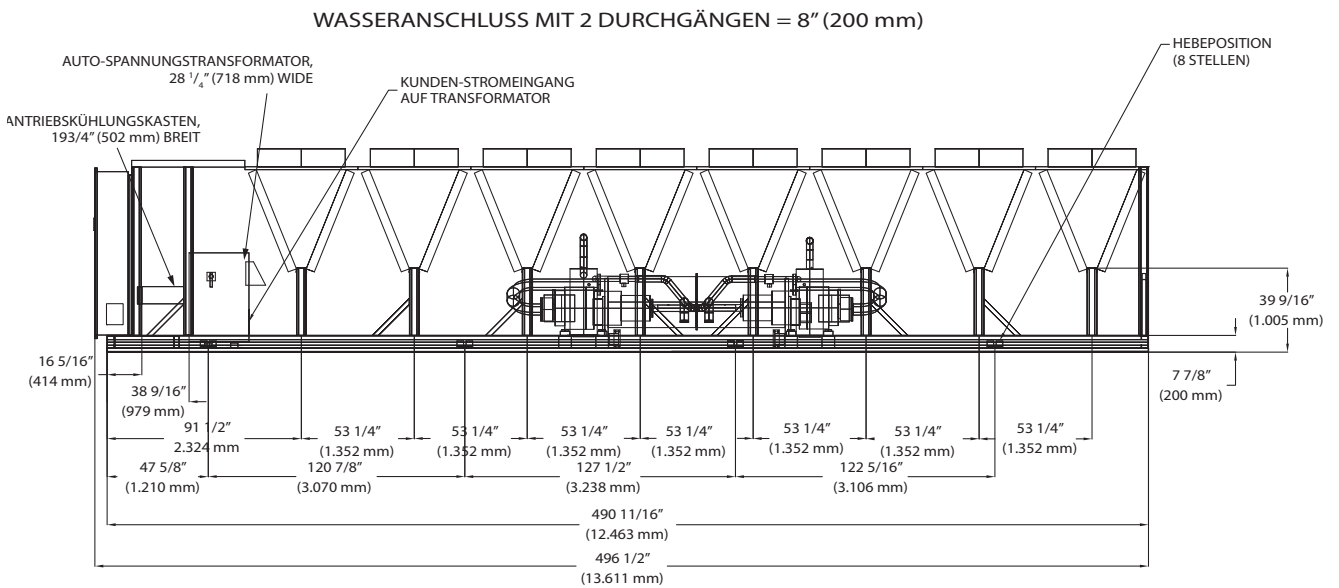 WASSERANSCHLUSS MIT 2 DURCHGÄNGEN = 8” (200 mm)
HEBEPOSITION
(8 STELLEN)
AUTO-SPANNUNGSTRANSFORMATOR,
28 1/4” (718 mm) WIDE
KUNDEN-STROMEINGANG
AUF TRANSFORMATOR
ANTRIEBSKÜHLUNGSKASTEN,
193/4” (502 mm) BREIT
39 9/16”
(1.005 mm)
16 5/16”
(414 mm)
7 7/8”
(200 mm)
38 9/16”
(979 mm)
91 1/2”
2.324 mm
53 1/4”
(1.352 mm)
53 1/4”
(1.352 mm)
53 1/4”
(1.352 mm)
53 1/4”
(1.352 mm)
53 1/4”
(1.352 mm)
53 1/4”
(1.352 mm)
53 1/4”
(1.352 mm)
47 5/8”
(1.210 mm)
120 7/8”
(3.070 mm)
127 1/2”
(3.238 mm)
122 5/16”
(3.106 mm)
490 11/16”
(12.463 mm)
496 1/2”
(13.611 mm)